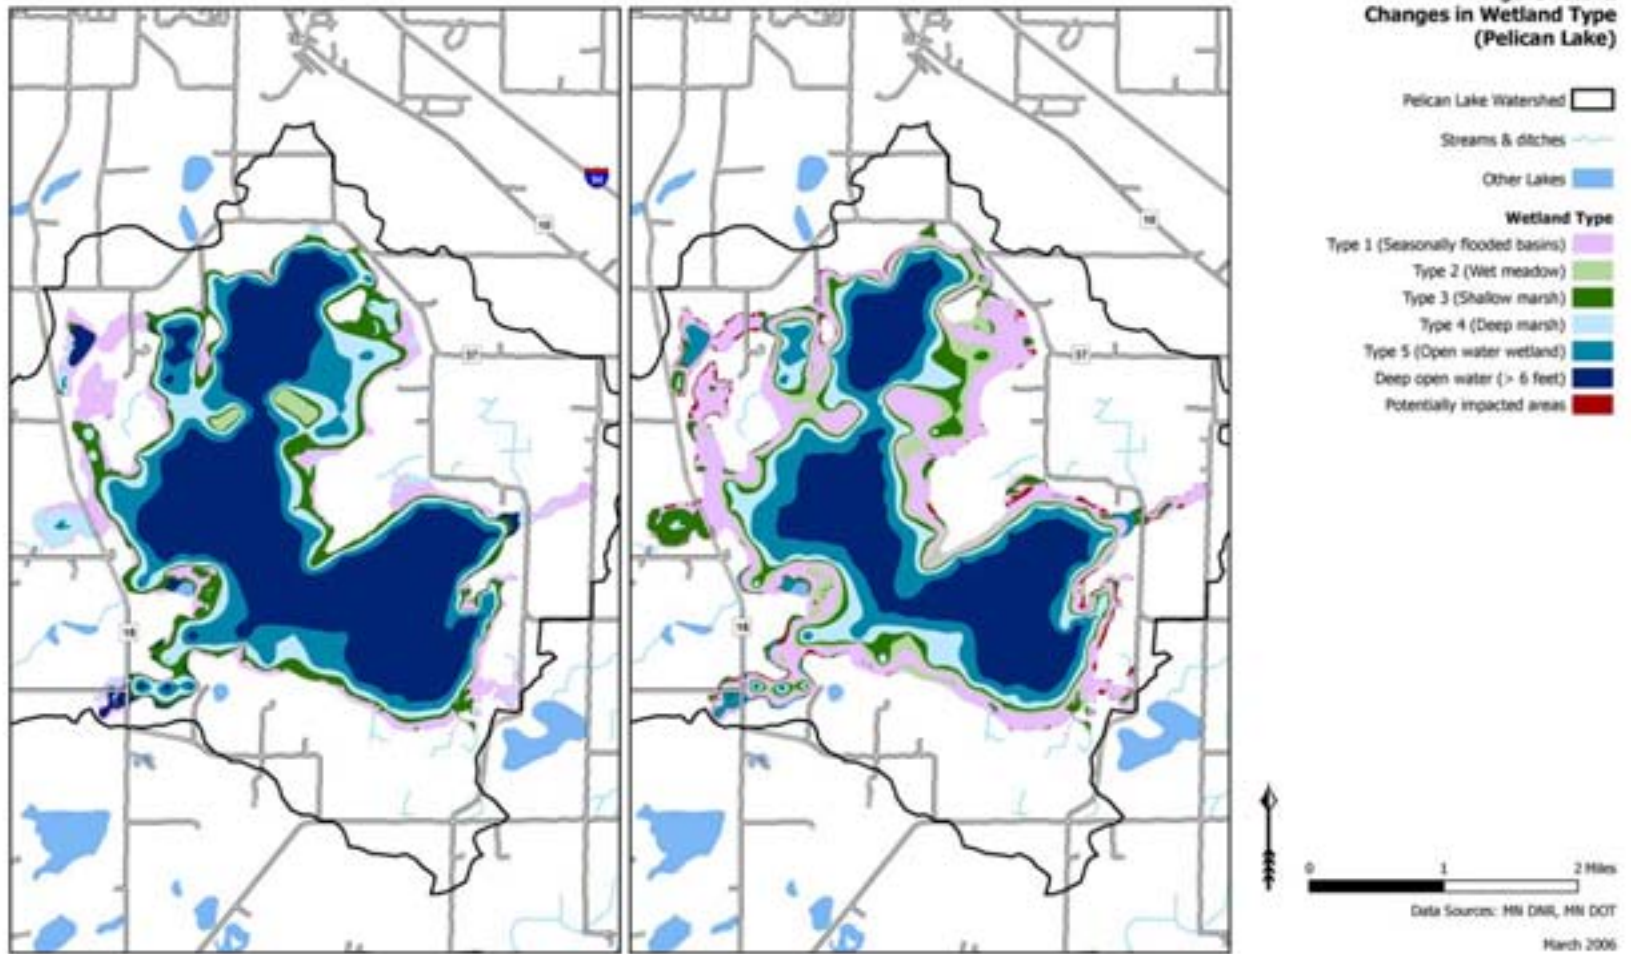 Changes in Wetland Type
(Pelican Lake)
Pelican Lake Watershed
Streams & ditches
Other Lakes
Wetland Type
Type 1 (Seasonally flooded basins)
Type 2 (Wet meadow)
Type 3 (Shallow marsh)
Type 4 (Deep marsh)
Type 5 (Open water wetland)
Deep open water (> 6 feet)
Potentially impacted areas
94
37
37
0 1 2 Miles
Data Sources: MN DNR, MN DOT
March 2006